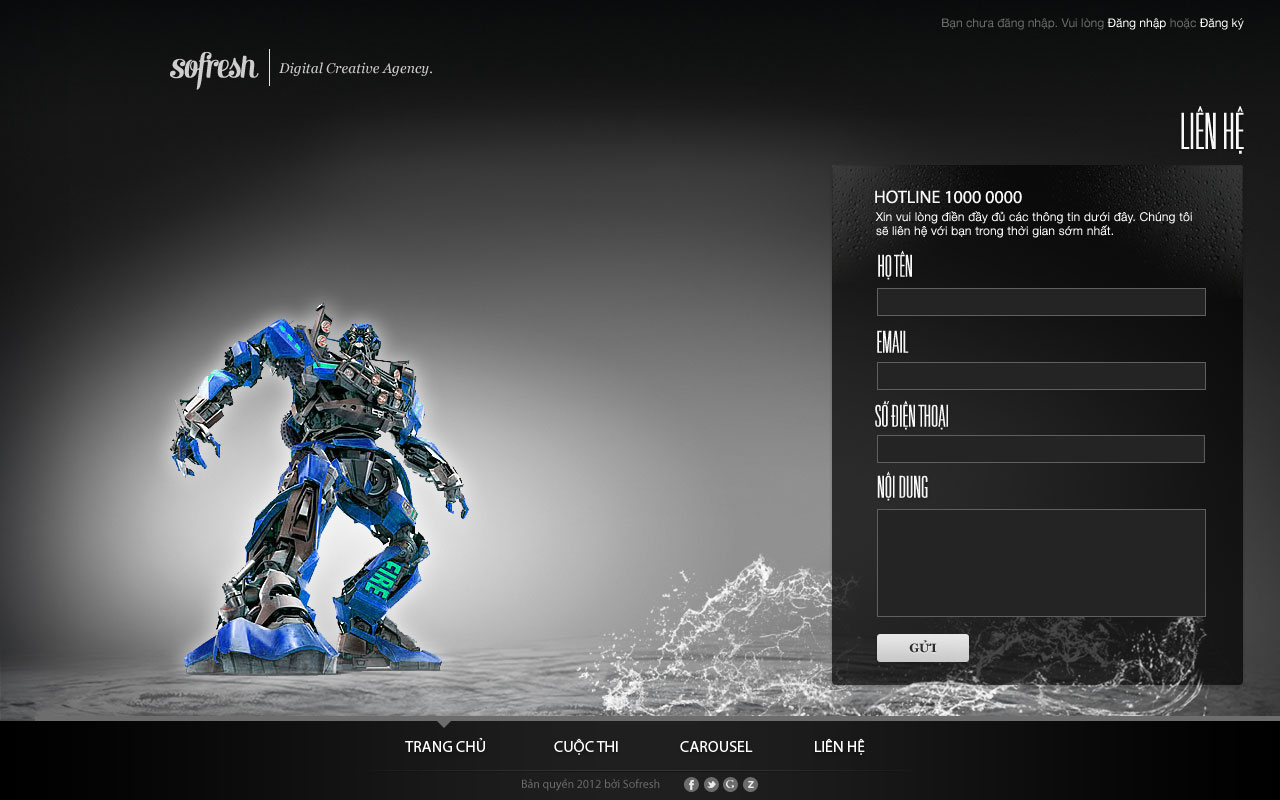 Bạn chưa đăng nhập. Vui lòng Đăng nhập hoặc Đăng ký
sofresh
Digital Creative Agency.
LIÊN HỆ
HOTLINE 1000 0000
Xin vui lòng điền đầy đủ các thông tin dưới đây. Chúng tôi
sẽ liên hệ với bạn trong thời gian sớm nhất.
HỌ TÊN
EMAIL
SỐ ĐIỆN THOẠI
NỘI DUNG
FIRE
GỬI
TRANG CHỦ CUỘC THI CAROUSEL LIÊN HỆ
Bản quyền 2012 bởi Sofresh